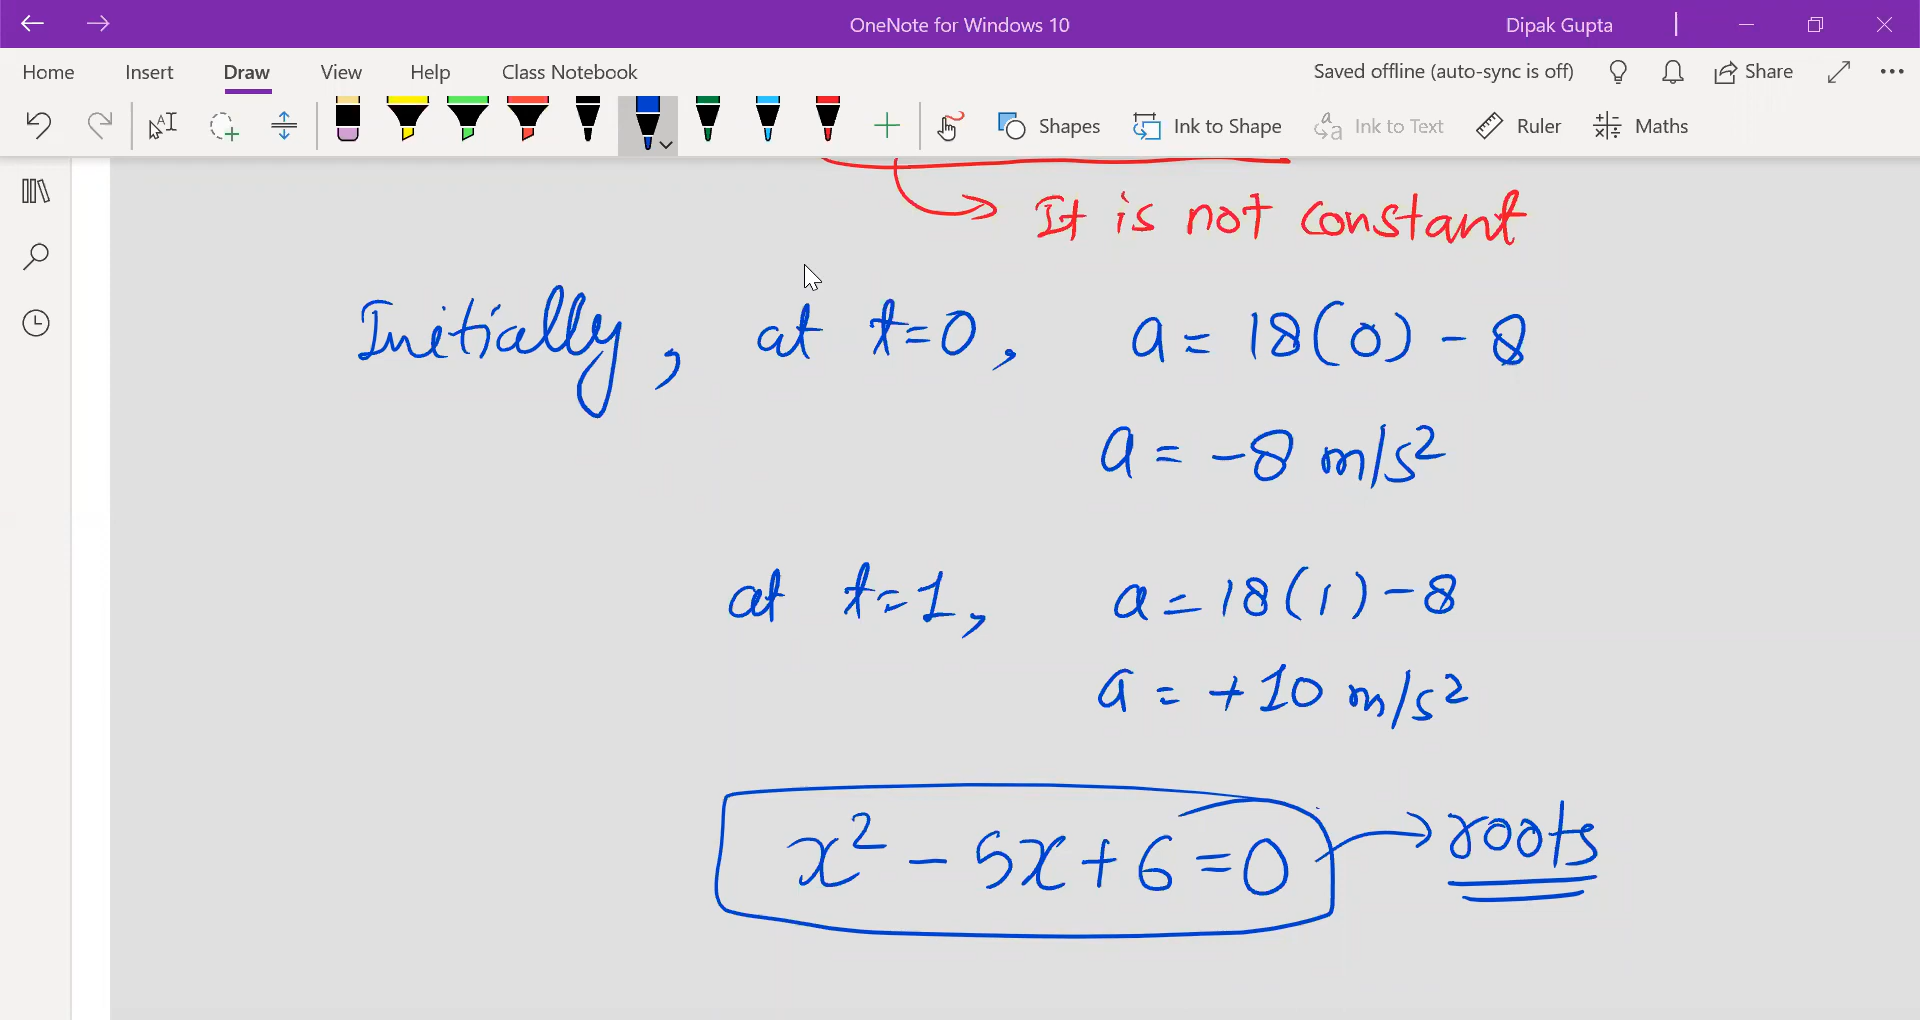 OneNote for Windows 10 Dipak Gupta
Home Insert Draw View Help Class Notebook Saved offline (auto-sync is off) Share
Shapes Ink to Shape Ink to Text Ruler Maths
It is not constant
Initially, at t=0, a = 18(0) - 8
a = -8 m/s²
at t=1, a = 18(1) - 8
a = +10 m/s²
x² - 5x + 6 = 0 → roots